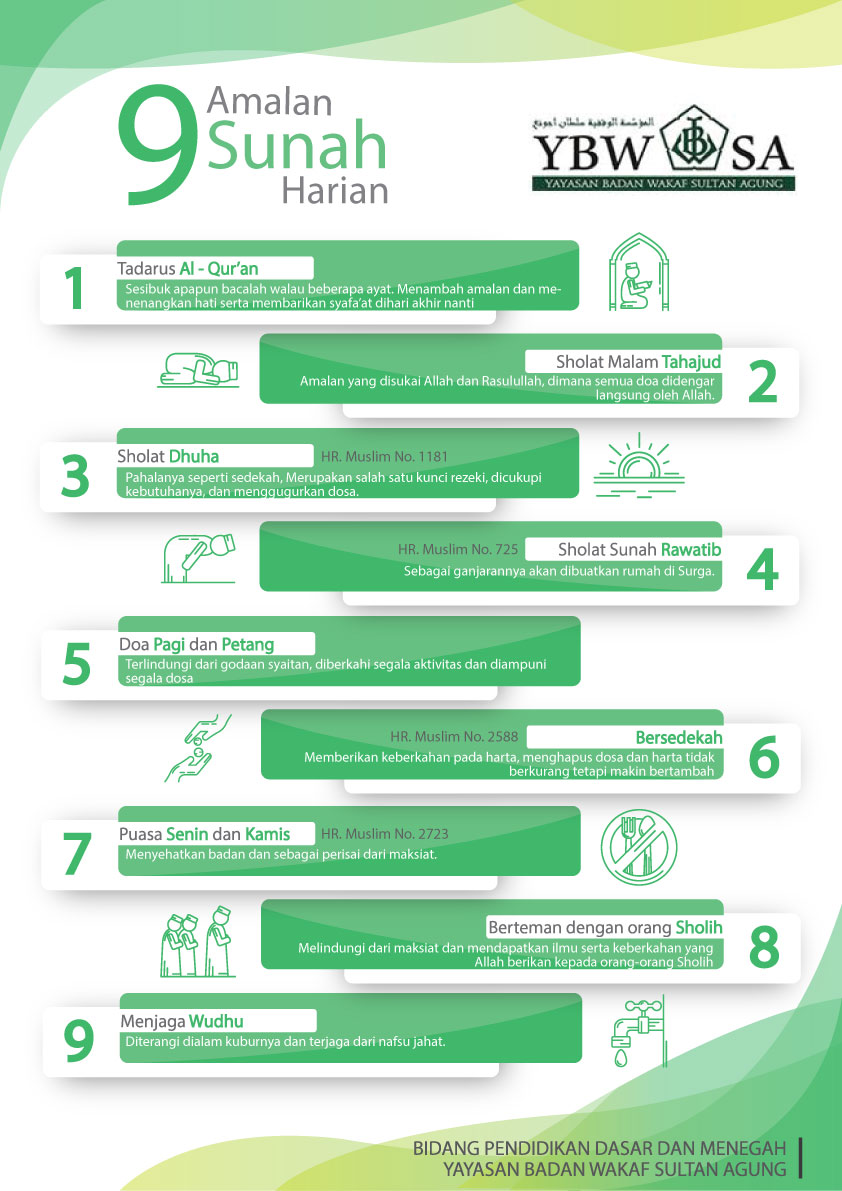 9
Amalan
Sunah
Harian
المؤسسة الوقفية سلطان أجونج
YBW SA
YAYASAN BADAN WAKAF SULTAN AGUNG
1
Tadarus Al - Qur'an
Sesibuk apapun bacalah walau beberapa ayat. Menambah amalan dan me-
nenangkan hati serta membarikan syafa'at dihari akhir nanti
Sholat Malam Tahajud
2
Amalan yang disukai Allah dan Rasulullah, dimana semua doa didengar
langsung oleh Allah.
3
Sholat Dhuha HR. Muslim No. 1181
Pahalanya seperti sedekah, Merupakan salah satu kunci rezeki, dicukupi
kebutuhanya, dan menggugurkan dosa.
HR. Muslim No. 725 Sholat Sunah Rawatib
4
Sebagai ganjarannya akan dibuatkan rumah di Surga.
5
Doa Pagi dan Petang
Terlindungi dari godaan syaitan, diberkahi segala aktivitas dan diampuni
segala dosa
HR. Muslim No. 2588 Bersedekah
6
Memberikan keberkahan pada harta, menghapus dosa dan harta tidak
berkurang tetapi makin bertambah
7
Puasa Senin dan Kamis HR. Muslim No. 2723
Menyehatkan badan dan sebagai perisai dari maksiat.
Berteman dengan orang Sholih
8
Melindungi dari maksiat dan mendapatkan ilmu serta keberkahan yang
Allah berikan kepada orang-orang Sholih
9
Menjaga Wudhu
Diterangi dialam kuburnya dan terjaga dari nafsu jahat.
BIDANG PENDIDIKAN DASAR DAN MENEGAH
YAYASAN BADAN WAKAF SULTAN AGUNG